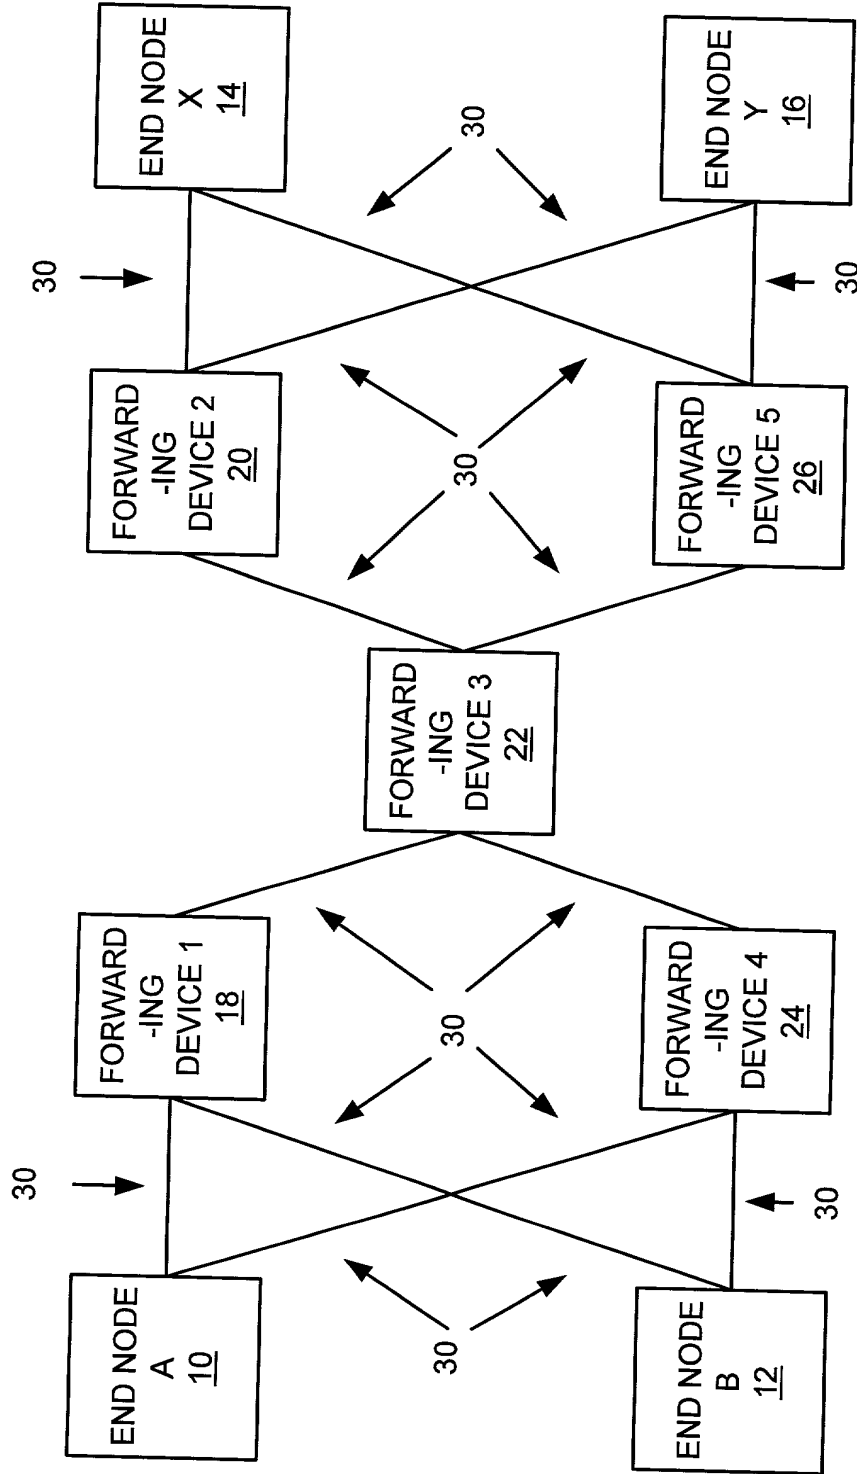 30
30
END NODE
A
10
FORWARD
-ING
DEVICE 1
18
FORWARD
-ING
DEVICE 2
20
END NODE
X
14
30
30
30
30
FORWARD
-ING
DEVICE 3
22
END NODE
B
12
FORWARD
-ING
DEVICE 4
24
FORWARD
-ING
DEVICE 5
26
END NODE
Y
16
30
30